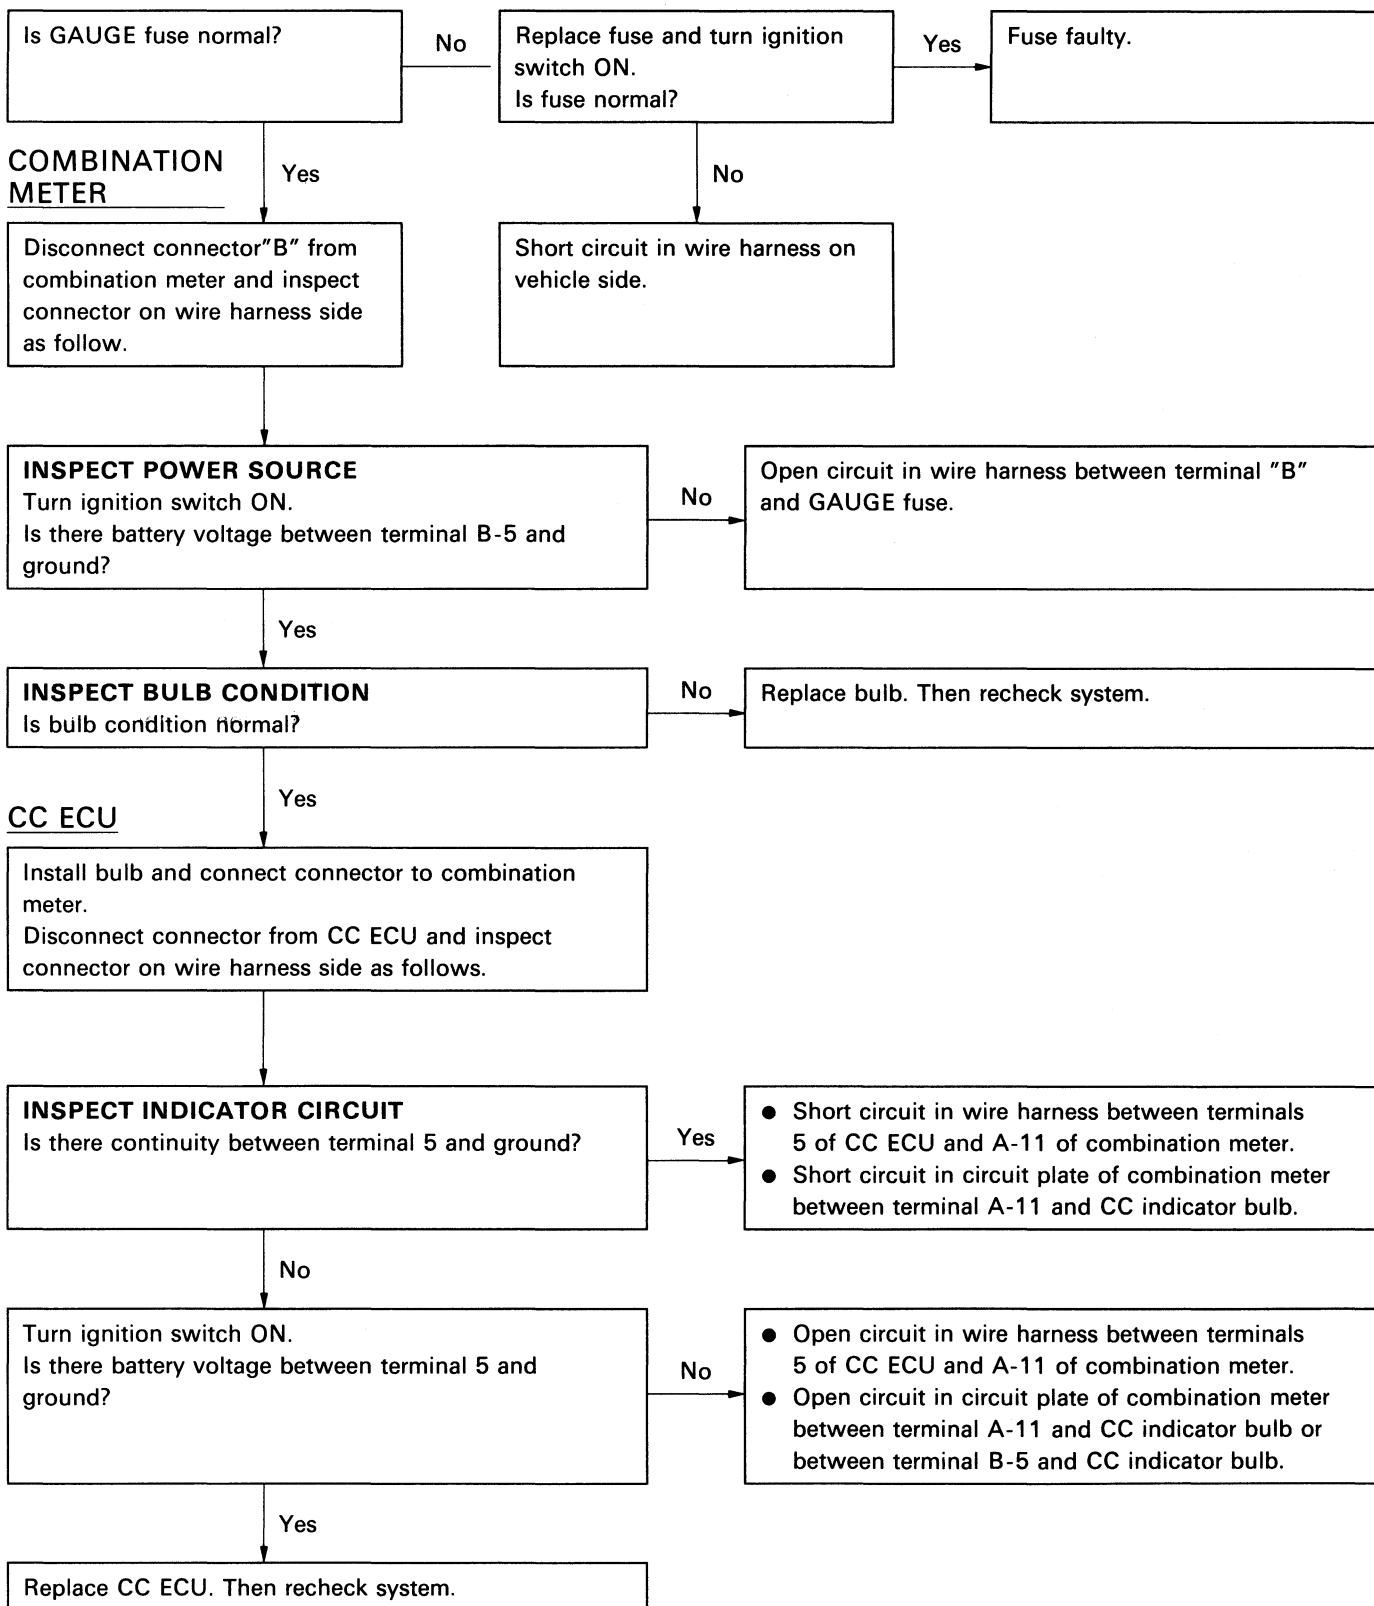 Is GAUGE fuse normal?
No
Replace fuse and turn ignition
switch ON.
Is fuse normal?
Yes
Fuse faulty.
COMBINATION
METER
Yes
No
Disconnect connector"B" from
combination meter and inspect
connector on wire harness side
as follow.
Short circuit in wire harness on
vehicle side.
INSPECT POWER SOURCE
Turn ignition switch ON.
Is there battery voltage between terminal B-5 and
ground?
No
Open circuit in wire harness between terminal "B"
and GAUGE fuse.
Yes
INSPECT BULB CONDITION
Is bulb condition normal?
No
Replace bulb. Then recheck system.
Yes
CC ECU
Install bulb and connect connector to combination
meter.
Disconnect connector from CC ECU and inspect
connector on wire harness side as follows.
INSPECT INDICATOR CIRCUIT
Is there continuity between terminal 5 and ground?
Yes
● Short circuit in wire harness between terminals
5 of CC ECU and A-11 of combination meter.
● Short circuit in circuit plate of combination meter
between terminal A-11 and CC indicator bulb.
No
Turn ignition switch ON.
Is there battery voltage between terminal 5 and
ground?
No
● Open circuit in wire harness between terminals
5 of CC ECU and A-11 of combination meter.
● Open circuit in circuit plate of combination meter
between terminal A-11 and CC indicator bulb or
between terminal B-5 and CC indicator bulb.
Yes
Replace CC ECU. Then recheck system.